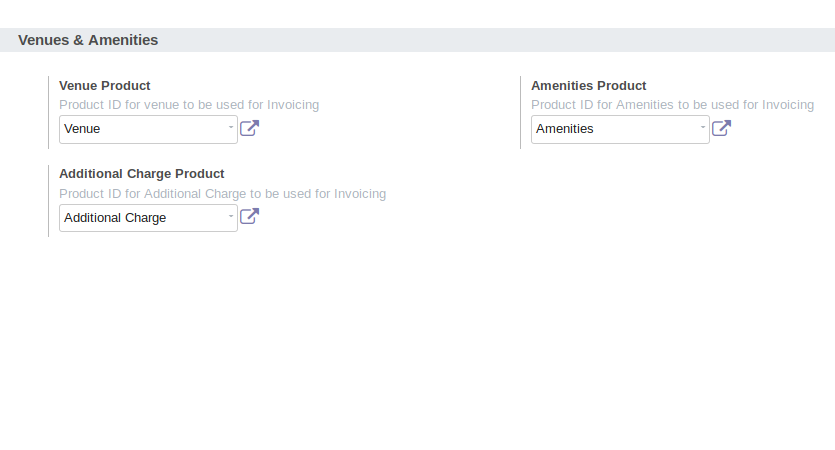 Venues & Amenities
Venue Product
Product ID for venue to be used for Invoicing
Venue
Amenities Product
Product ID for Amenities to be used for Invoicing
Amenities
Additional Charge Product
Product ID for Additional Charge to be used for Invoicing
Additional Charge